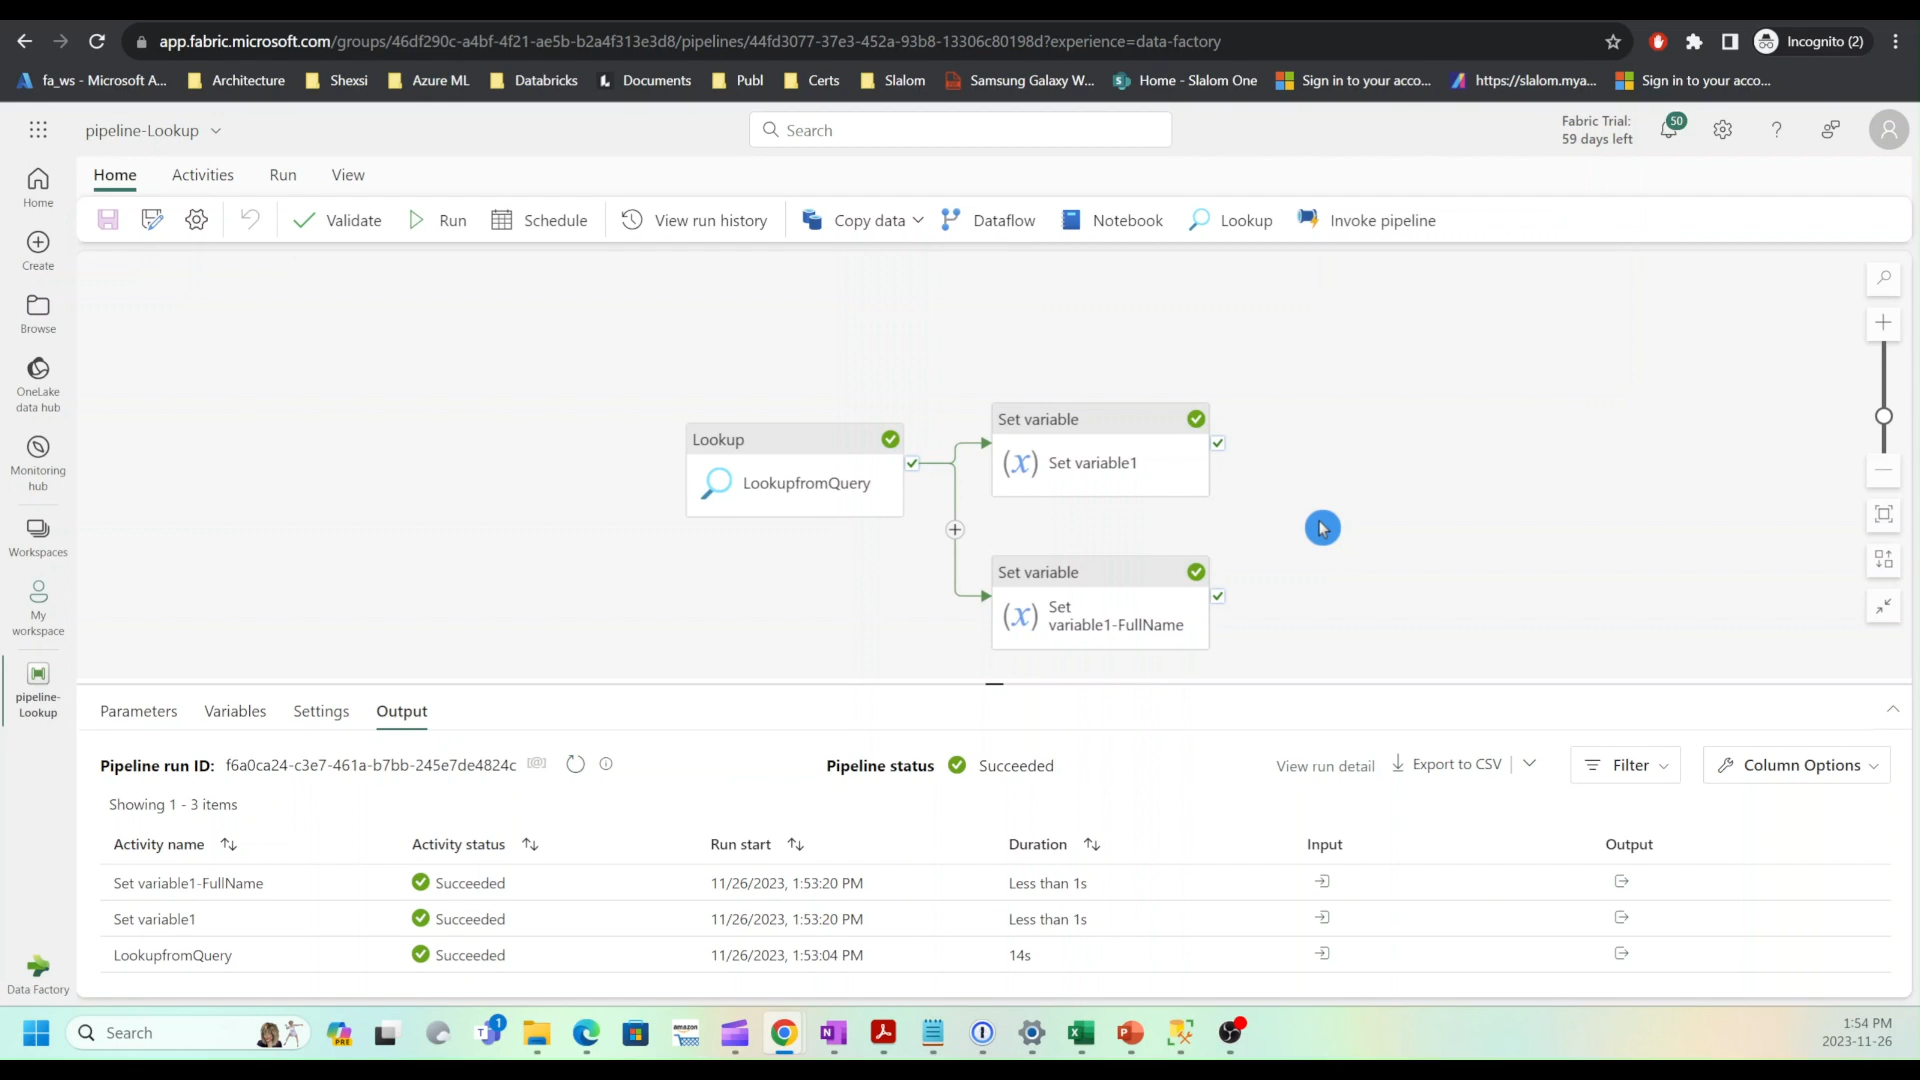 app.fabric.microsoft.com/groups/46df290c-a4bf-4f21-ae5b-b2a4f313e3d8/pipelines/44fd3077-37e3-452a-93b8-13306c80198d?experience=data-factory
Incognito (2)
fa_ws - Microsoft A...
Architecture
Shexsi
Azure ML
Databricks
Documents
Publ
Certs
Slalom
Samsung Galaxy W...
Home - Slalom One
Sign in to your acco...
https://slalom.mya...
Sign in to your acco...
pipeline-Lookup
Search
Fabric Trial:
59 days left
50
Home
Activities
Run
View
Validate
Run
Schedule
View run history
Copy data
Dataflow
Notebook
Lookup
Invoke pipeline
Home
Create
Browse
OneLake
data hub
Monitoring
hub
Workspaces
My
workspace
pipeline-
Lookup
Data Factory
Lookup
LookupfromQuery
Set variable
(x) Set variable1
Set variable
(x) Set
variable1-FullName
Parameters
Variables
Settings
Output
Pipeline run ID: f6a0ca24-c3e7-461a-b7bb-245e7de4824c
Pipeline status
Succeeded
View run detail
Export to CSV
Filter
Column Options
Showing 1 - 3 items
Activity name
Activity status
Run start
Duration
Input
Output
Set variable1-FullName
Succeeded
11/26/2023, 1:53:20 PM
Less than 1s
Set variable1
Succeeded
11/26/2023, 1:53:20 PM
Less than 1s
LookupfromQuery
Succeeded
11/26/2023, 1:53:04 PM
14s
Search
PRE
1
amazon
1:54 PM
2023-11-26